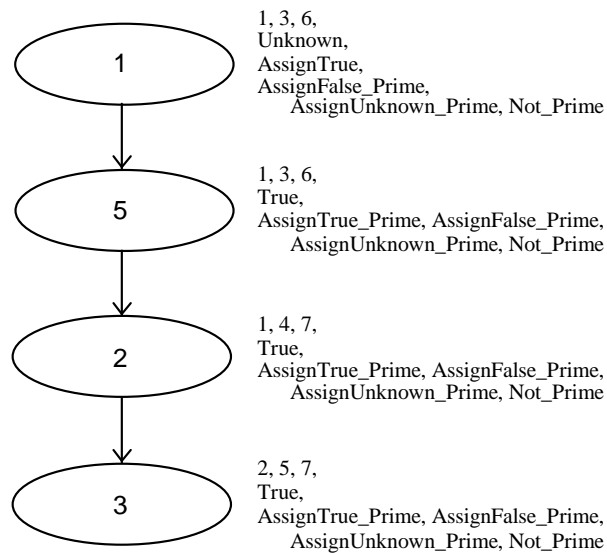 1
1, 3, 6,
Unknown,
AssignTrue,
AssignFalse_Prime,
AssignUnknown_Prime, Not_Prime
5
1, 3, 6,
True,
AssignTrue_Prime, AssignFalse_Prime,
AssignUnknown_Prime, Not_Prime
2
1, 4, 7,
True,
AssignTrue_Prime, AssignFalse_Prime,
AssignUnknown_Prime, Not_Prime
3
2, 5, 7,
True,
AssignTrue_Prime, AssignFalse_Prime,
AssignUnknown_Prime, Not_Prime